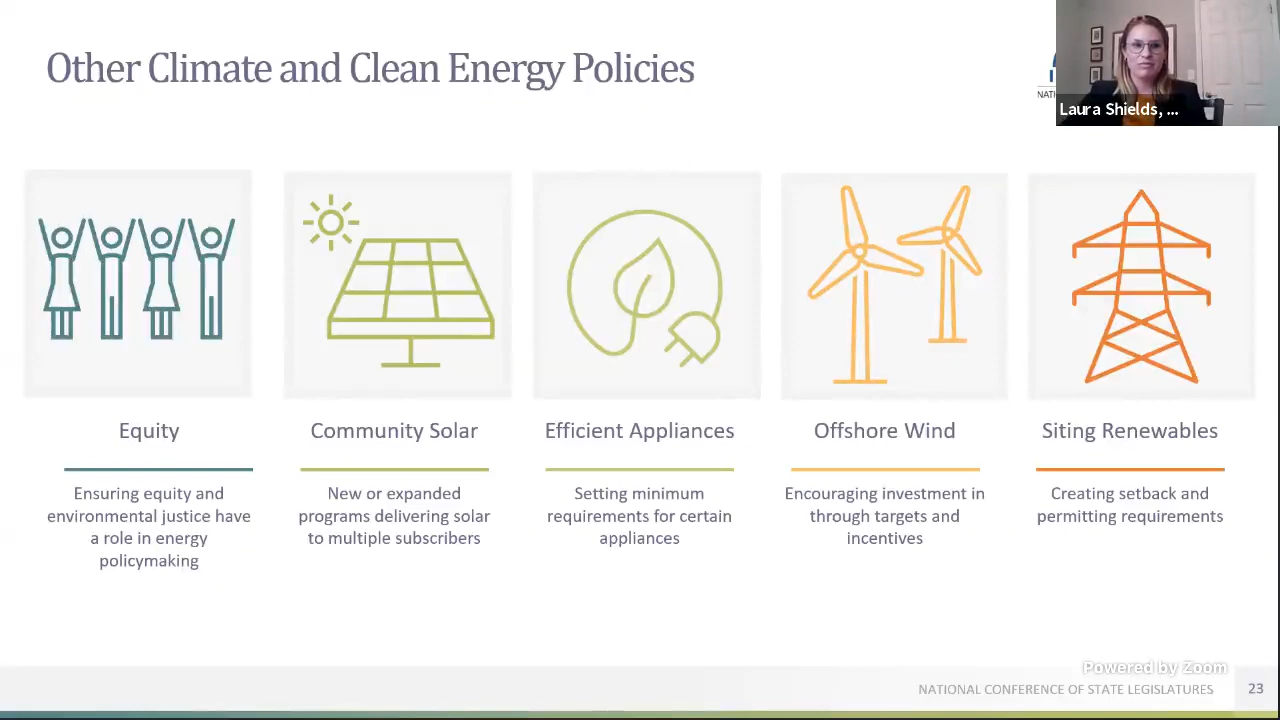 Other Climate and Clean Energy Policies
NATI
Laura Shields, ...
Equity
Community Solar
Efficient Appliances
Offshore Wind
Siting Renewables
Ensuring equity and
environmental justice have
a role in energy
policymaking
New or expanded
programs delivering solar
to multiple subscribers
Setting minimum
requirements for certain
appliances
Encouraging investment in
through targets and
incentives
Creating setback and
permitting requirements
Powered by Zoom
NATIONAL CONFERENCE OF STATE LEGISLATURES
23